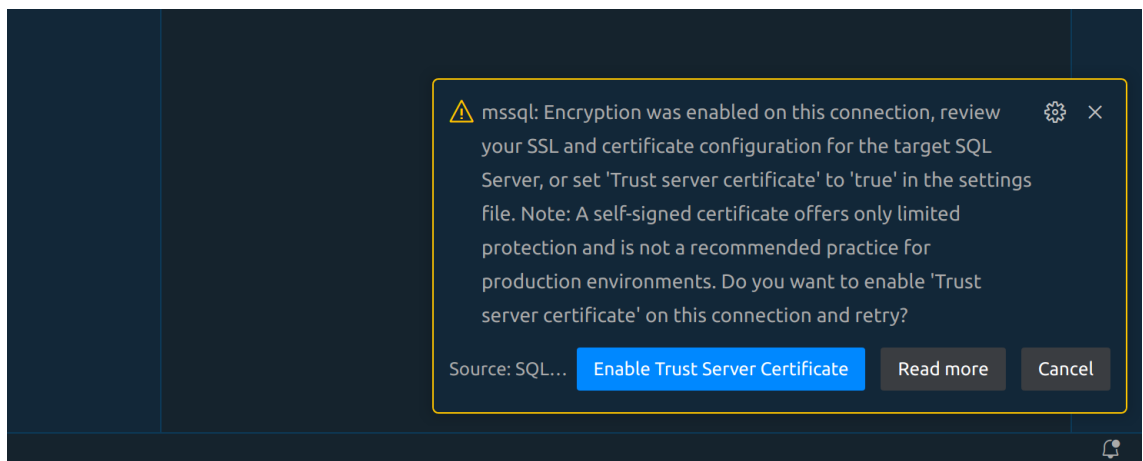 mssql: Encryption was enabled on this connection, review
your SSL and certificate configuration for the target SQL
Server, or set 'Trust server certificate' to 'true' in the settings
file. Note: A self-signed certificate offers only limited
protection and is not a recommended practice for
production environments. Do you want to enable 'Trust
server certificate' on this connection and retry?
Source: SQL... Enable Trust Server Certificate Read more Cancel